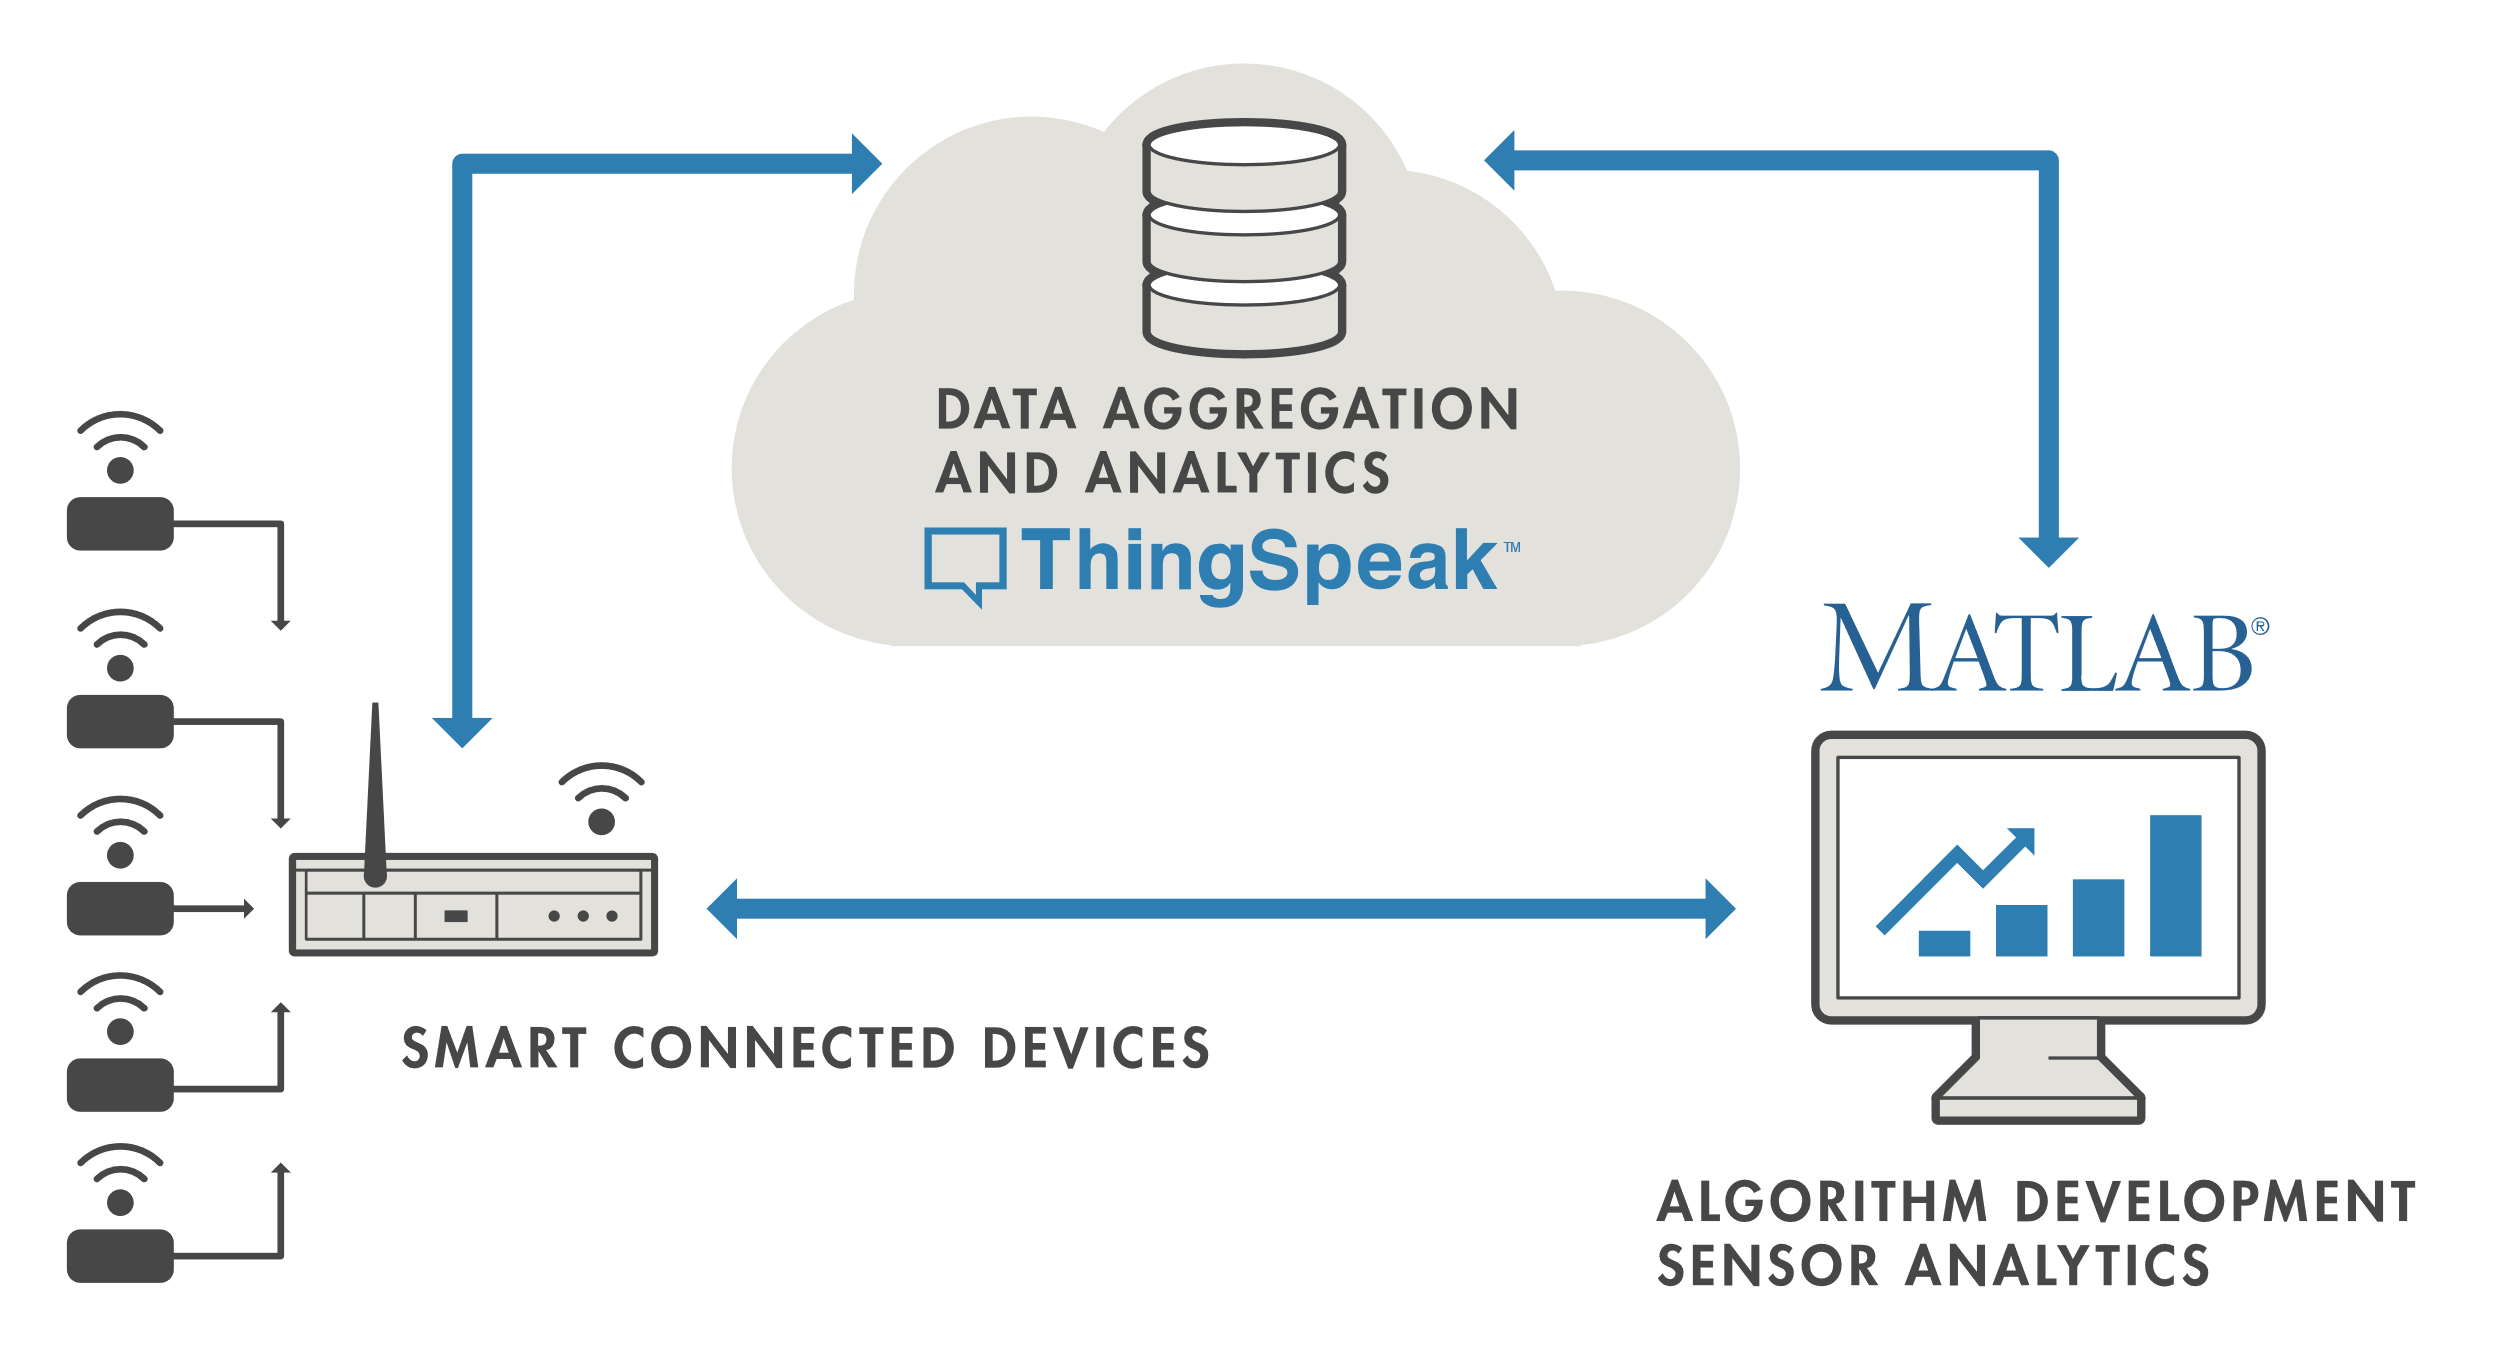 DATA AGGREGATION
AND ANALYTICS
ThingSpeak™
MATLAB®
SMART CONNECTED DEVICES
ALGORITHM DEVELOPMENT
SENSOR ANALYTICS